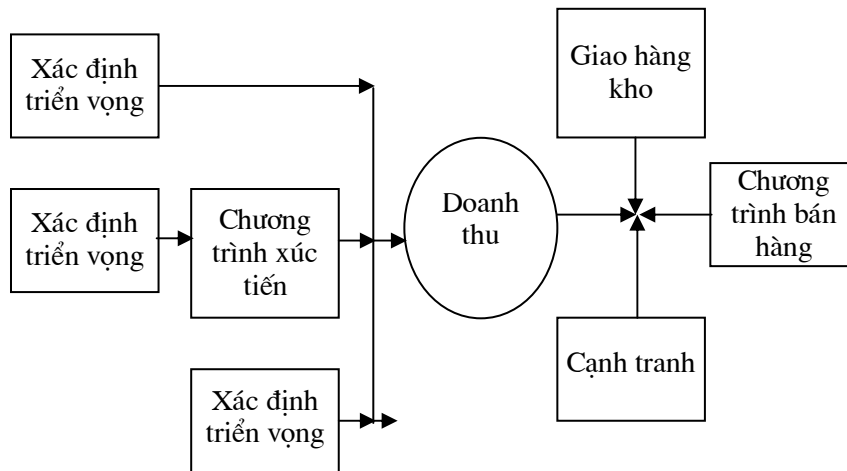 Xác định
triển vọng
Giao hàng
kho
Xác định
triển vọng
Chương
trình xúc
tiến
Doanh
thu
Chương
trình bán
hàng
Xác định
triển vọng
Cạnh tranh